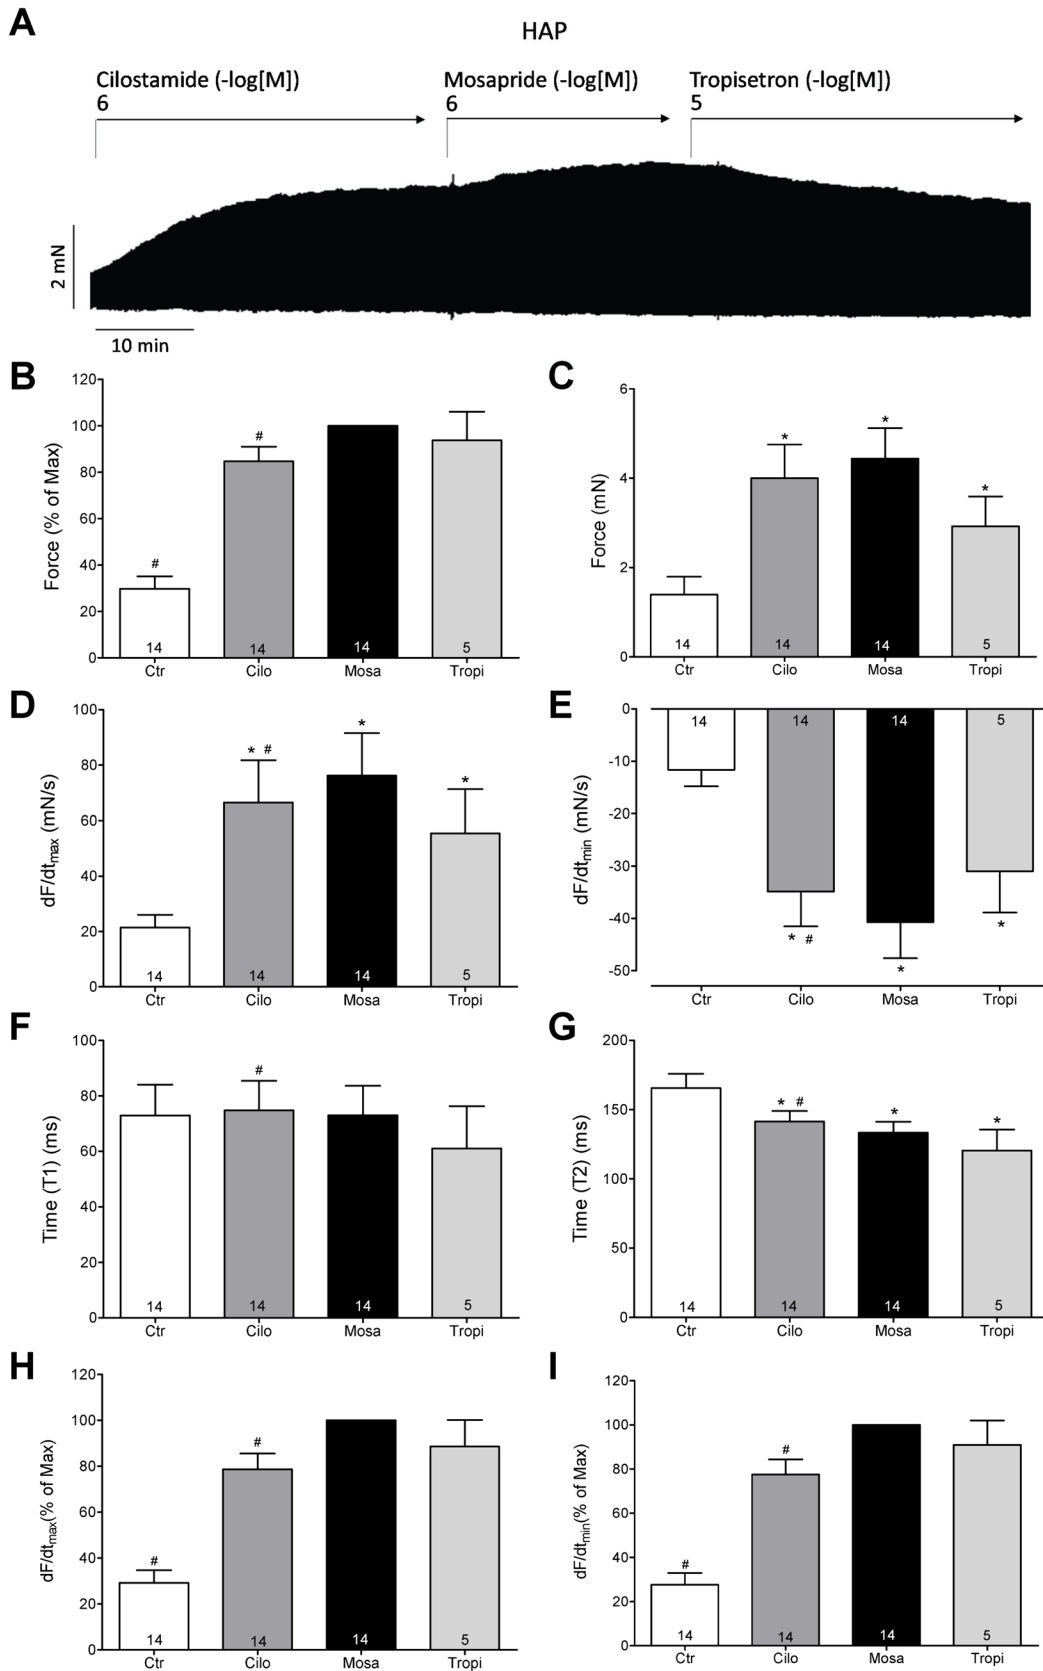 A
HAP
Cilostamide (-log[M])
Mosapride (-log[M])
Tropisetron (-log[M])
6
6
5
2 mN
10 min
B
Force (% of Max)
120
100
80
60
40
20
0
#
#
14
14
14
5
Ctr
Cilo
Mosa
Tropi
C
Force (mN)
6
4
2
0
*
*
*
14
14
14
5
Ctr
Cilo
Mosa
Tropi
D
dF/dtmax (mN/s)
100
80
60
40
20
0
* #
*
*
14
14
14
5
Ctr
Cilo
Mosa
Tropi
E
dF/dtmin (mN/s)
0
-10
-20
-30
-40
-50
14
14
14
5
* #
*
*
Ctr
Cilo
Mosa
Tropi
F
Time (T1) (ms)
100
80
60
40
20
0
#
14
14
14
5
Ctr
Cilo
Mosa
Tropi
G
Time (T2) (ms)
200
150
100
50
0
* #
*
*
14
14
14
5
Ctr
Cilo
Mosa
Tropi
H
dF/dtmax(% of Max)
120
100
80
60
40
20
0
#
#
14
14
14
5
Ctr
Cilo
Mosa
Tropi
I
dF/dtmin(% of Max)
120
100
80
60
40
20
0
#
#
14
14
14
5
Ctr
Cilo
Mosa
Tropi